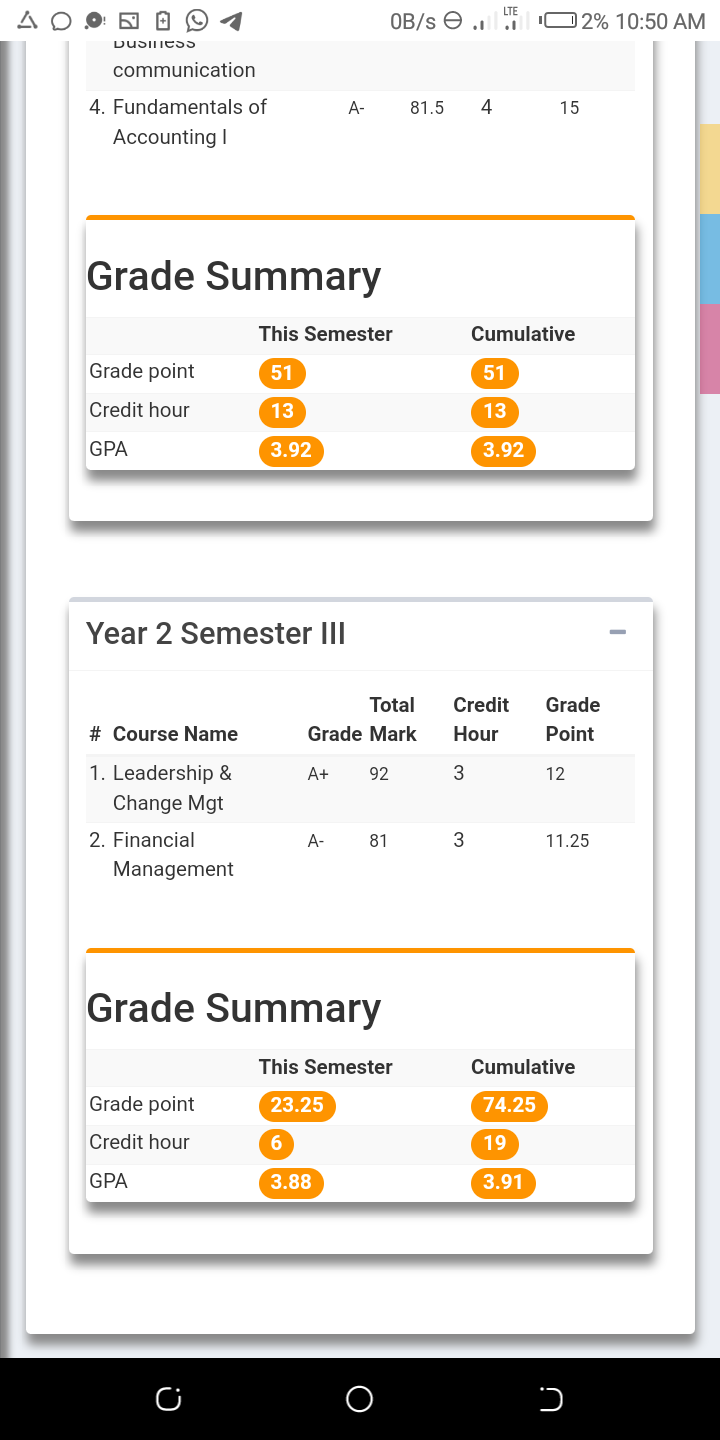 0B/s LTE 2% 10:50 AM
Business
communication
4. Fundamentals of A- 81.5 4 15
Accounting I
Grade Summary
This Semester Cumulative
Grade point 51 51
Credit hour 13 13
GPA 3.92 3.92
Year 2 Semester III
Total Credit Grade
# Course Name Grade Mark Hour Point
1. Leadership & A+ 92 3 12
Change Mgt
2. Financial A- 81 3 11.25
Management
Grade Summary
This Semester Cumulative
Grade point 23.25 74.25
Credit hour 6 19
GPA 3.88 3.91